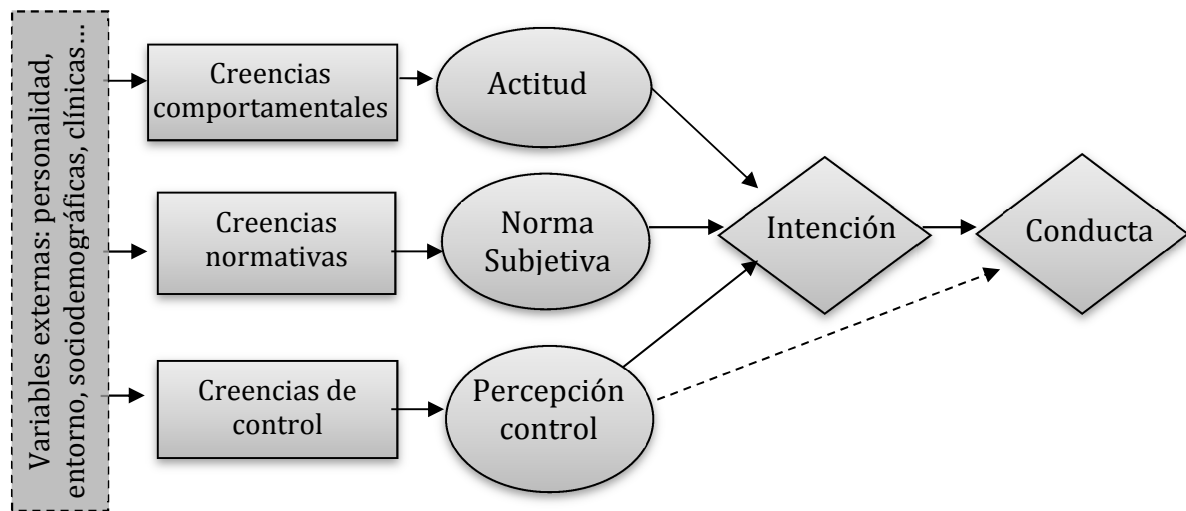 Variables externas: personalidad,
entorno, sociodemográficas, clínicas...
Creencias
comportamentales
Actitud
Creencias
normativas
Norma
Subjetiva
Intención
Conducta
Creencias de
control
Percepción
control